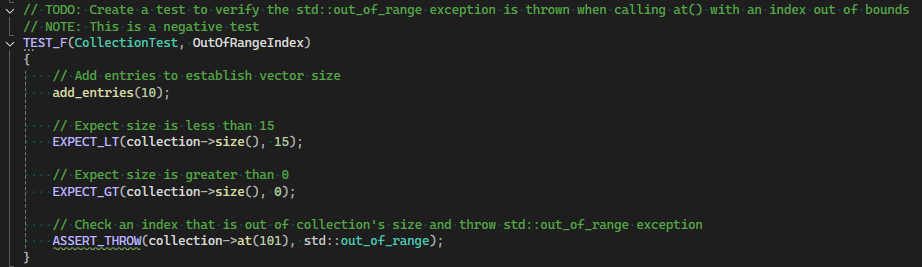 // TODO: Create a test to verify the std::out_of_range exception is thrown when calling at() with an index out of bounds
// NOTE: This is a negative test
TEST_F(CollectionTest, OutOfRangeIndex)
{
    // Add entries to establish vector size
    add_entries(10);
    // Expect size is less than 15
    EXPECT_LT(collection->size(), 15);
    // Expect size is greater than 0
    EXPECT_GT(collection->size(), 0);
    // Check an index that is out of collection's size and throw std::out_of_range exception
    ASSERT_THROW(collection->at(101), std::out_of_range);
}